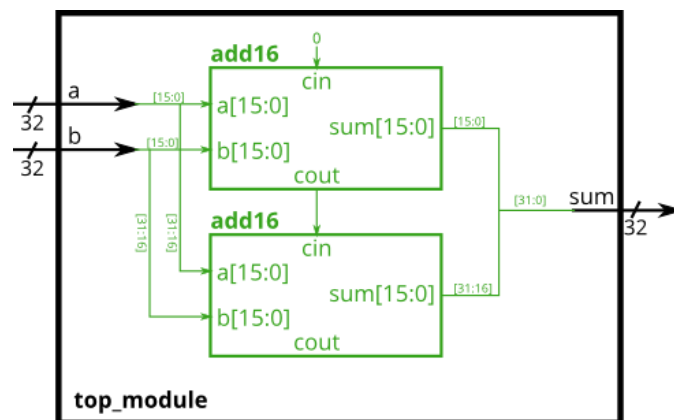 0
add16
cin
a
[15:0]
a[15:0]
32
sum[15:0]
[15:0]
b
[15:0]
b[15:0]
32
cout
[31:0]
sum
32
[31:16]
[31:16]
add16
cin
a[15:0]
sum[15:0]
[31:16]
b[15:0]
cout
top_module